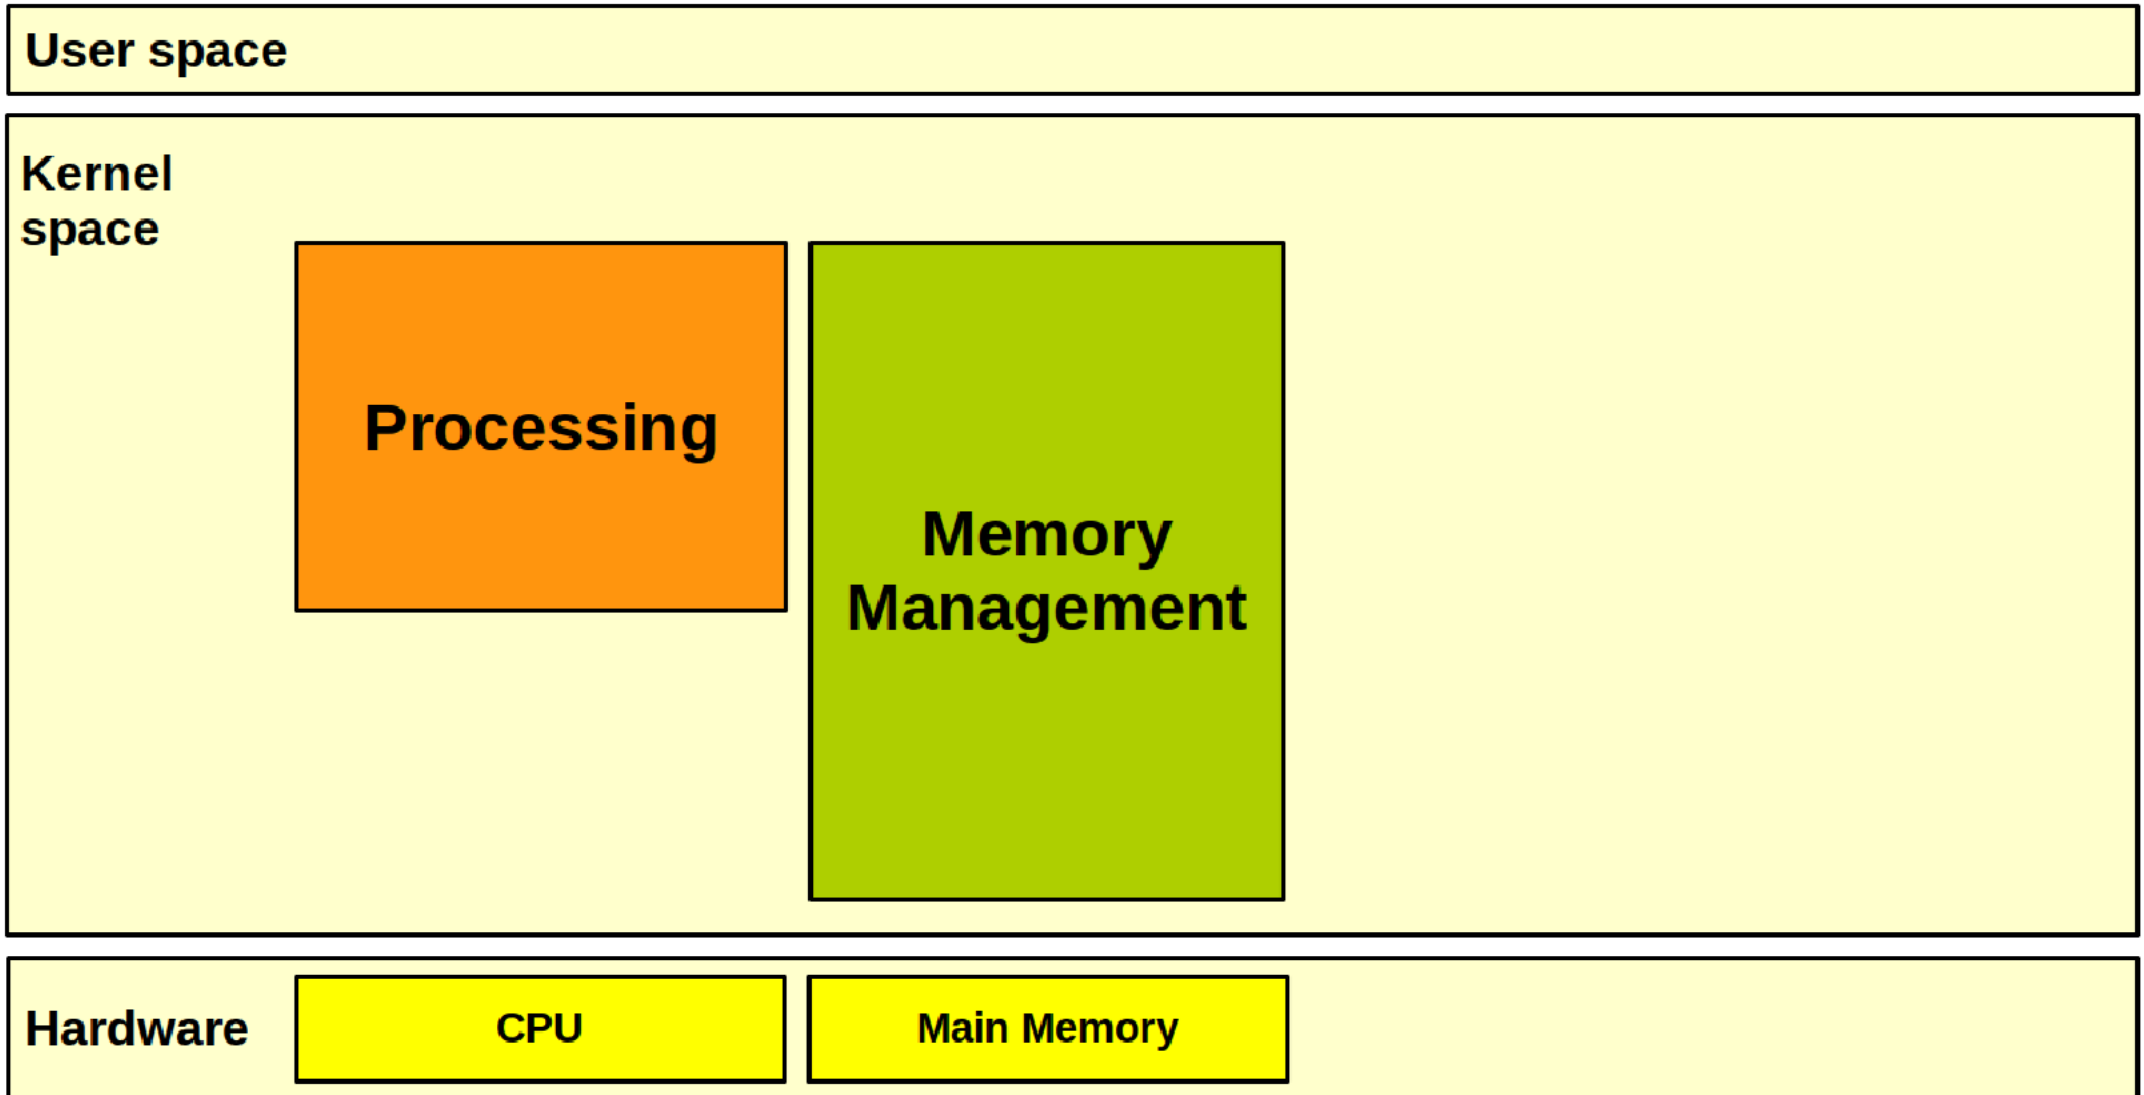 User space
Kernel
space
Processing
Memory
Management
Hardware
CPU
Main Memory